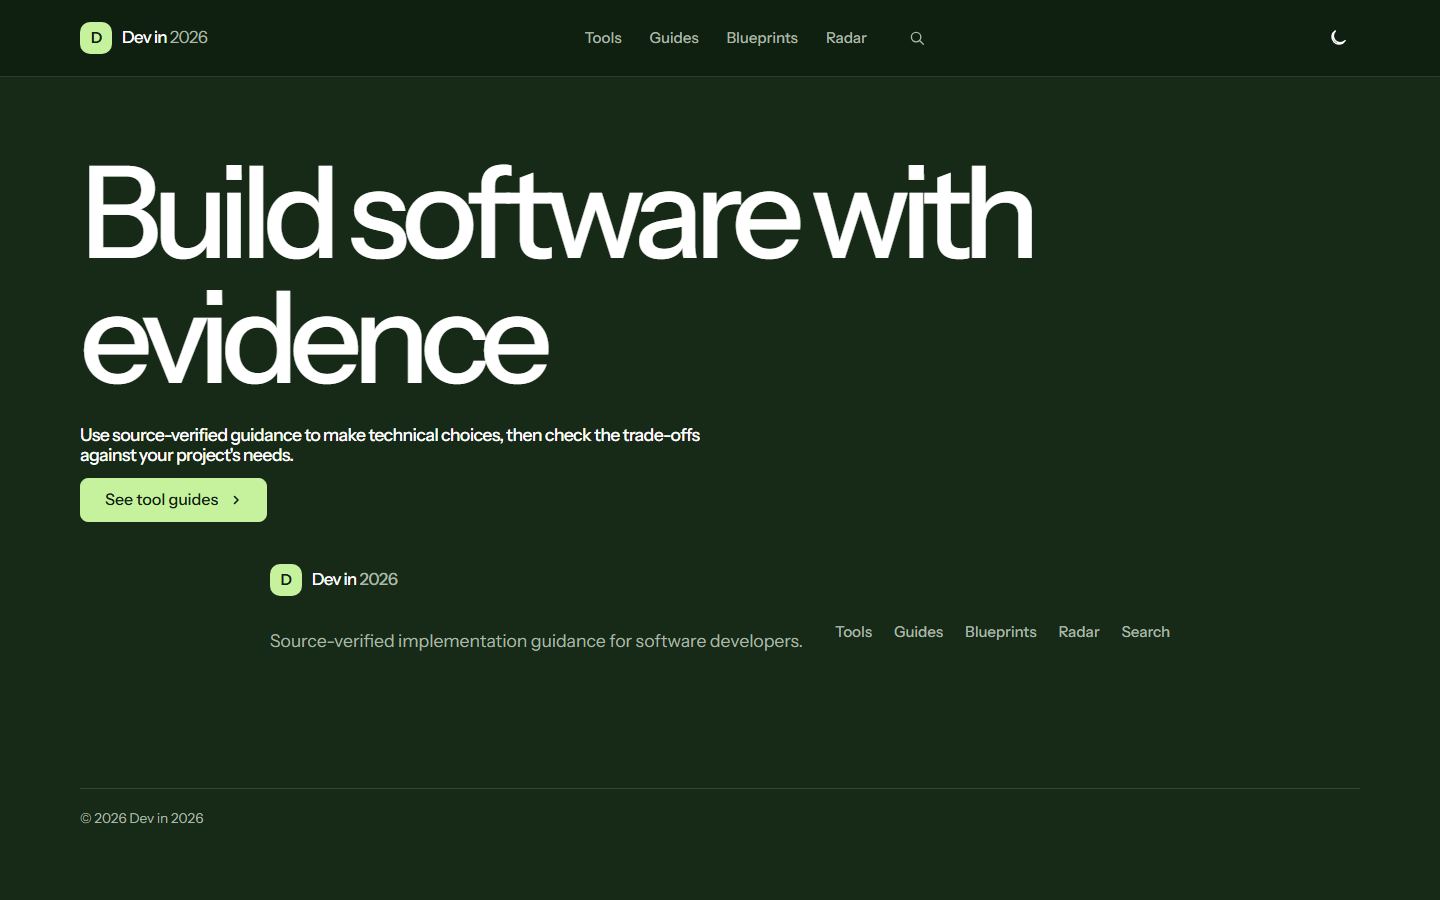 D Dev in 2026
Tools Guides Blueprints Radar
Build software with
evidence
Use source-verified guidance to make technical choices, then check the trade-offs
against your project's needs.
See tool guides
D Dev in 2026
Source-verified implementation guidance for software developers.
Tools Guides Blueprints Radar Search
© 2026 Dev in 2026